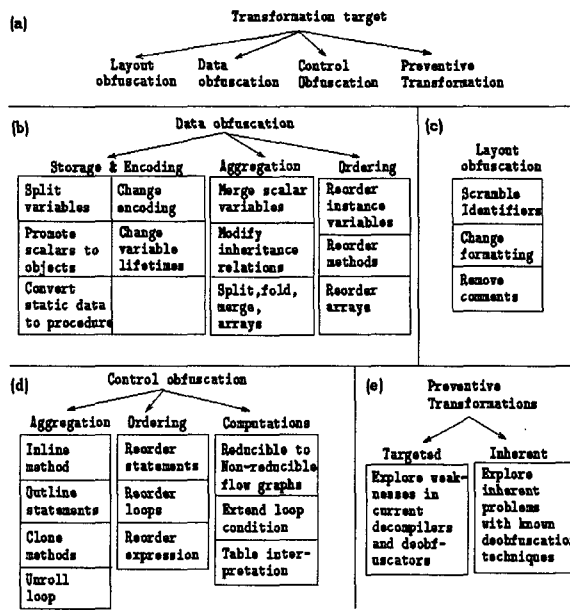 (a)
Transformation target
Layout
obfuscation
Data
obfuscation
Control
Obfuscation
Preventive
Transformation
(b)
Data obfuscation
Storage & Encoding
Split
variables
Change
encoding
Promote
scalars to
objects
Change
variable
lifetimes
Convert
static data
to procedure
Aggregation
Merge scalar
variables
Modify
inheritance
relations
Split,fold,
merge,
arrays
Ordering
Reorder
instance
variables
Reorder
methods
Reorder
arrays
(c)
Layout
obfuscation
Scramble
Identifiers
Change
formatting
Remove
comments
(d)
Control obfuscation
Aggregation
Inline
method
Outline
statements
Clone
methods
Unroll
loop
Ordering
Reorder
statements
Reorder
loops
Reorder
expression
Computations
Reducible to
Non-reducible
flow graphs
Extend loop
condition
Table inter-
pretation
(e)
Preventive
Transformations
Targeted
Explore weak-
nesses in
current
decompilers
and deobf-
uscators
Inherent
Explore
inherent
problems
with known
deobfuscation
techniques